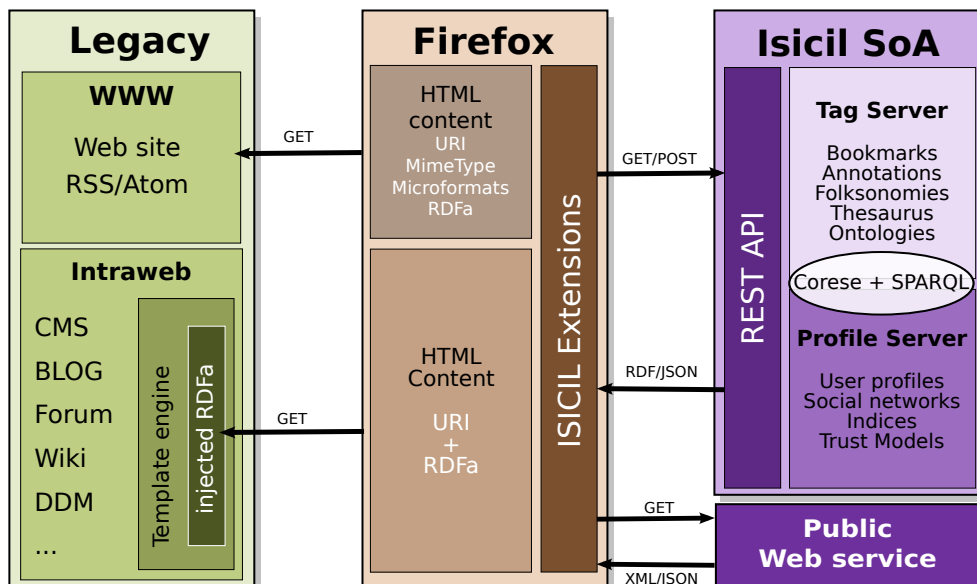 Legacy
WWW
Web site
RSS/Atom
Intraweb
CMS
BLOG
Forum
Wiki
DDM
...
Template engine
injected RDFa
GET
GET
Firefox
HTML
content
URI
MimeType
Microformats
RDFa
HTML
Content
URI
+
RDFa
ISICIL Extensions
GET/POST
RDF/JSON
GET
XML/JSON
Isicil SoA
REST API
Tag Server
Bookmarks
Annotations
Folksonomies
Thesaurus
Ontologies
Corese + SPARQL
Profile Server
User profiles
Social networks
Indices
Trust Models
Public
Web service